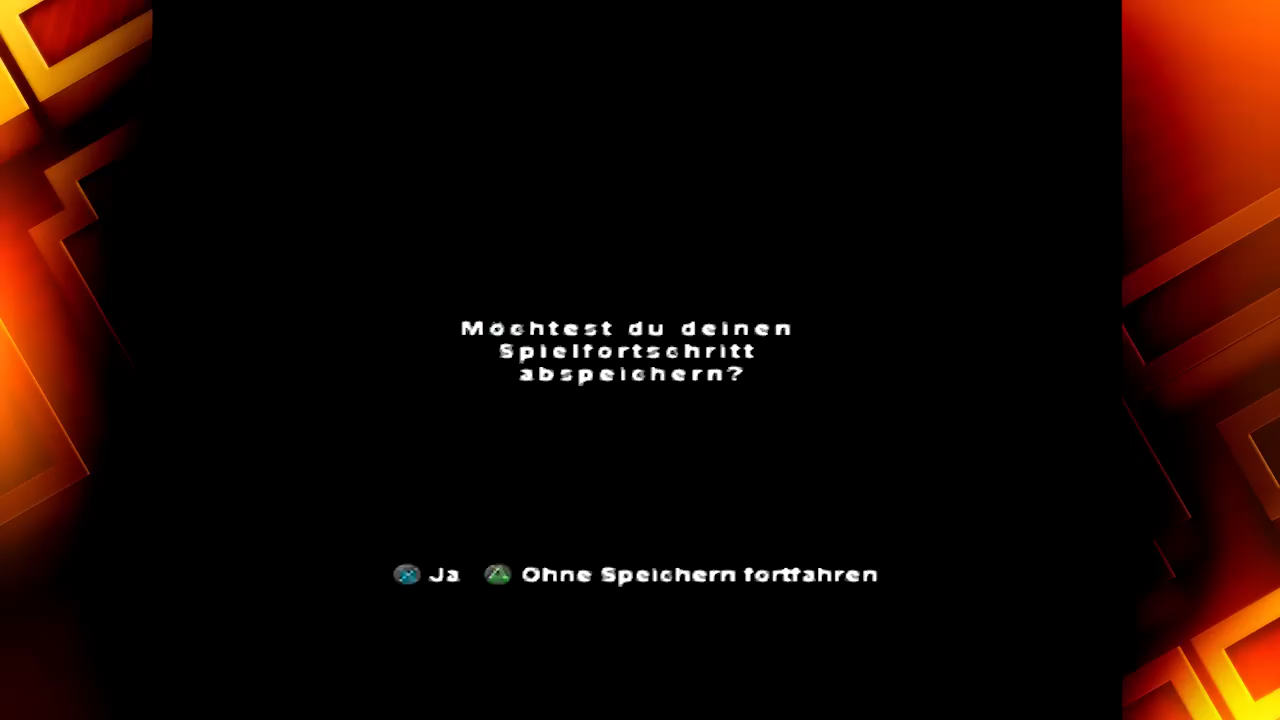 Möchtest du deinen
Spielfortschritt
abspeichern?
Ja Ohne Speichern fortfahren